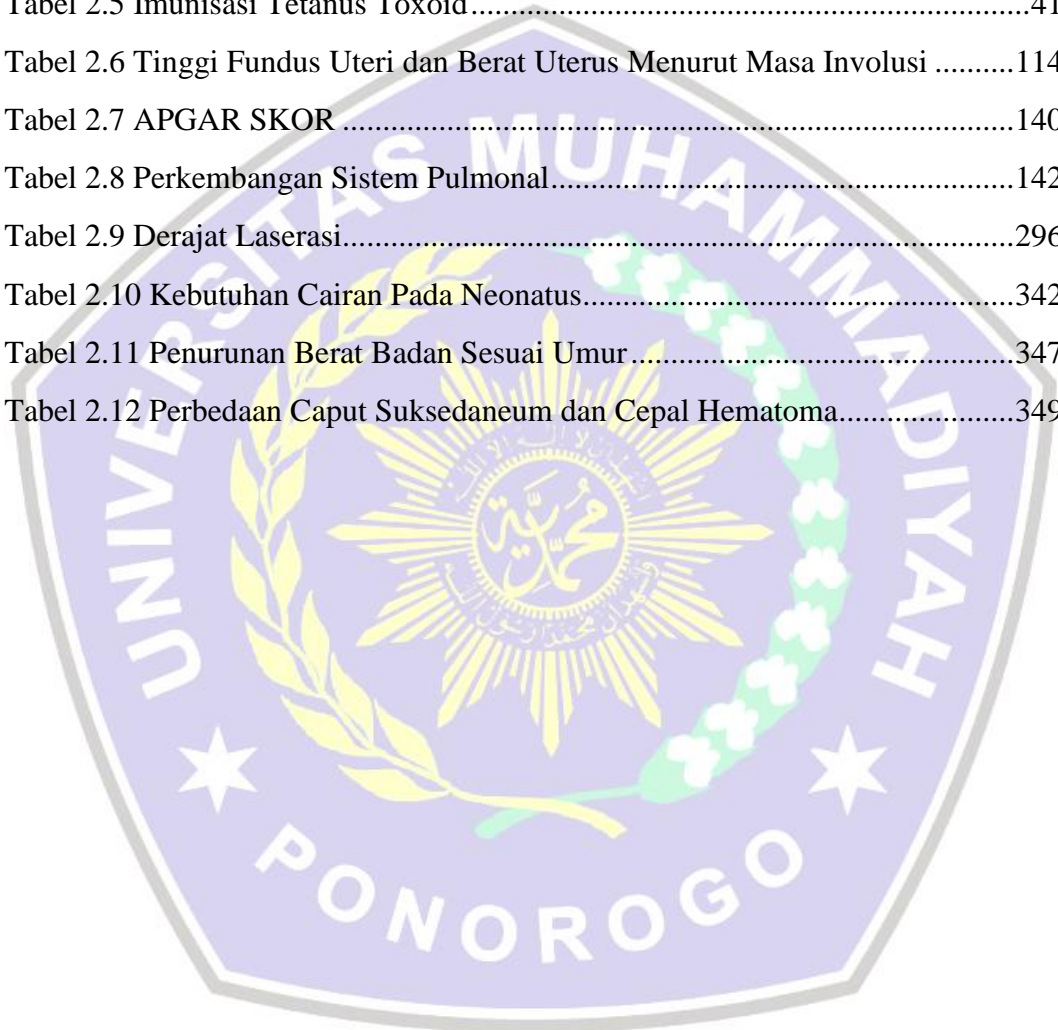 Tabel 2.5 Imunisasi Tetanus Toxoid..........................................................................41
Tabel 2.6 Tinggi Fundus Uteri dan Berat Uterus Menurut Masa Involusi ..........114
Tabel 2.7 APGAR SKOR .....................................................................................140
Tabel 2.8 Perkembangan Sistem Pulmonal...........................................................142
Tabel 2.9 Derajat Laserasi.....................................................................................296
Tabel 2.10 Kebutuhan Cairan Pada Neonatus.......................................................342
Tabel 2.11 Penurunan Berat Badan Sesuai Umur.................................................347
Tabel 2.12 Perbedaan Caput Suksedaneum dan Cepal Hematoma......................349
UNIVERSITAS MUHAMMADIYAH
PONOROGO
محمدية